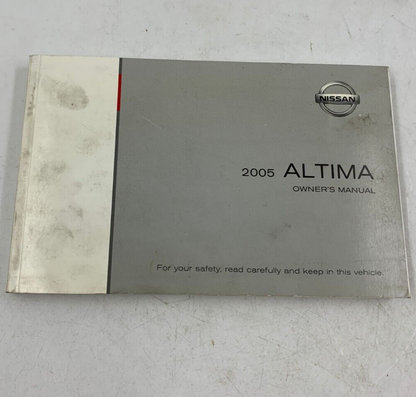 NISSAN
2005 ALTIMA
OWNER'S MANUAL
For your safety, read carefully and keep in this vehicle.